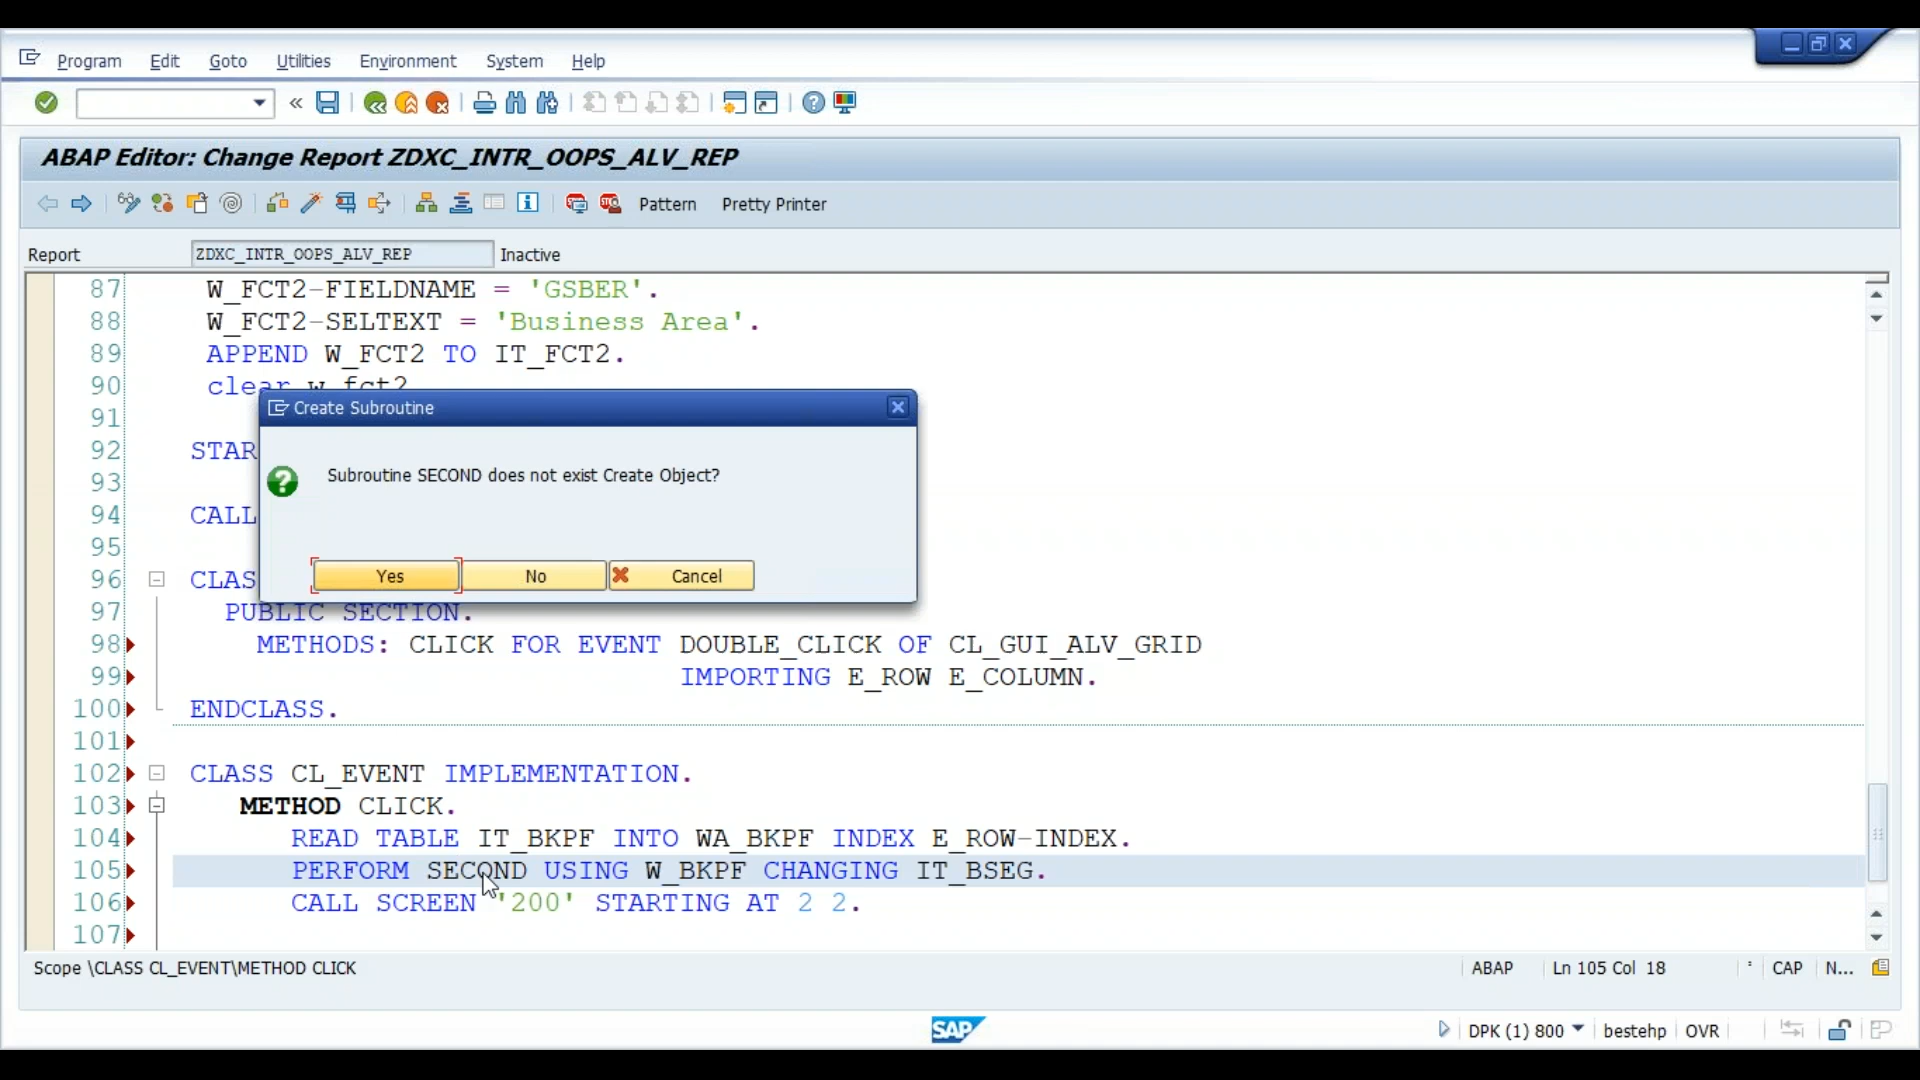 Program Edit Goto Utilities Environment System Help
ABAP Editor: Change Report ZDXC_INTR_OOPS_ALV_REP
Pattern Pretty Printer
Report ZDXC_INTR_OOPS_ALV_REP Inactive
87 W_FCT2-FIELDNAME = 'GSBER'.
88 W_FCT2-SELTEXT = 'Business Area'.
89 APPEND W_FCT2 TO IT_FCT2.
90 clear w_fct2
91
Create Subroutine
92 STAR
Subroutine SECOND does not exist Create Object?
93
94 CALL
95
Yes No Cancel
96 CLAS
97 PUBLIC SECTION.
98 METHODS: CLICK FOR EVENT DOUBLE_CLICK OF CL_GUI_ALV_GRID
99 IMPORTING E_ROW E_COLUMN.
100 ENDCLASS.
101
102 CLASS CL_EVENT IMPLEMENTATION.
103 METHOD CLICK.
104 READ TABLE IT_BKPF INTO WA_BKPF INDEX E_ROW-INDEX.
105 PERFORM SECOND USING W_BKPF CHANGING IT_BSEG.
106 CALL SCREEN '200' STARTING AT 2 2.
107
Scope \CLASS CL_EVENT\METHOD CLICK ABAP Ln 105 Col 18 CAP N...
SAP DPK (1) 800 bestehp OVR